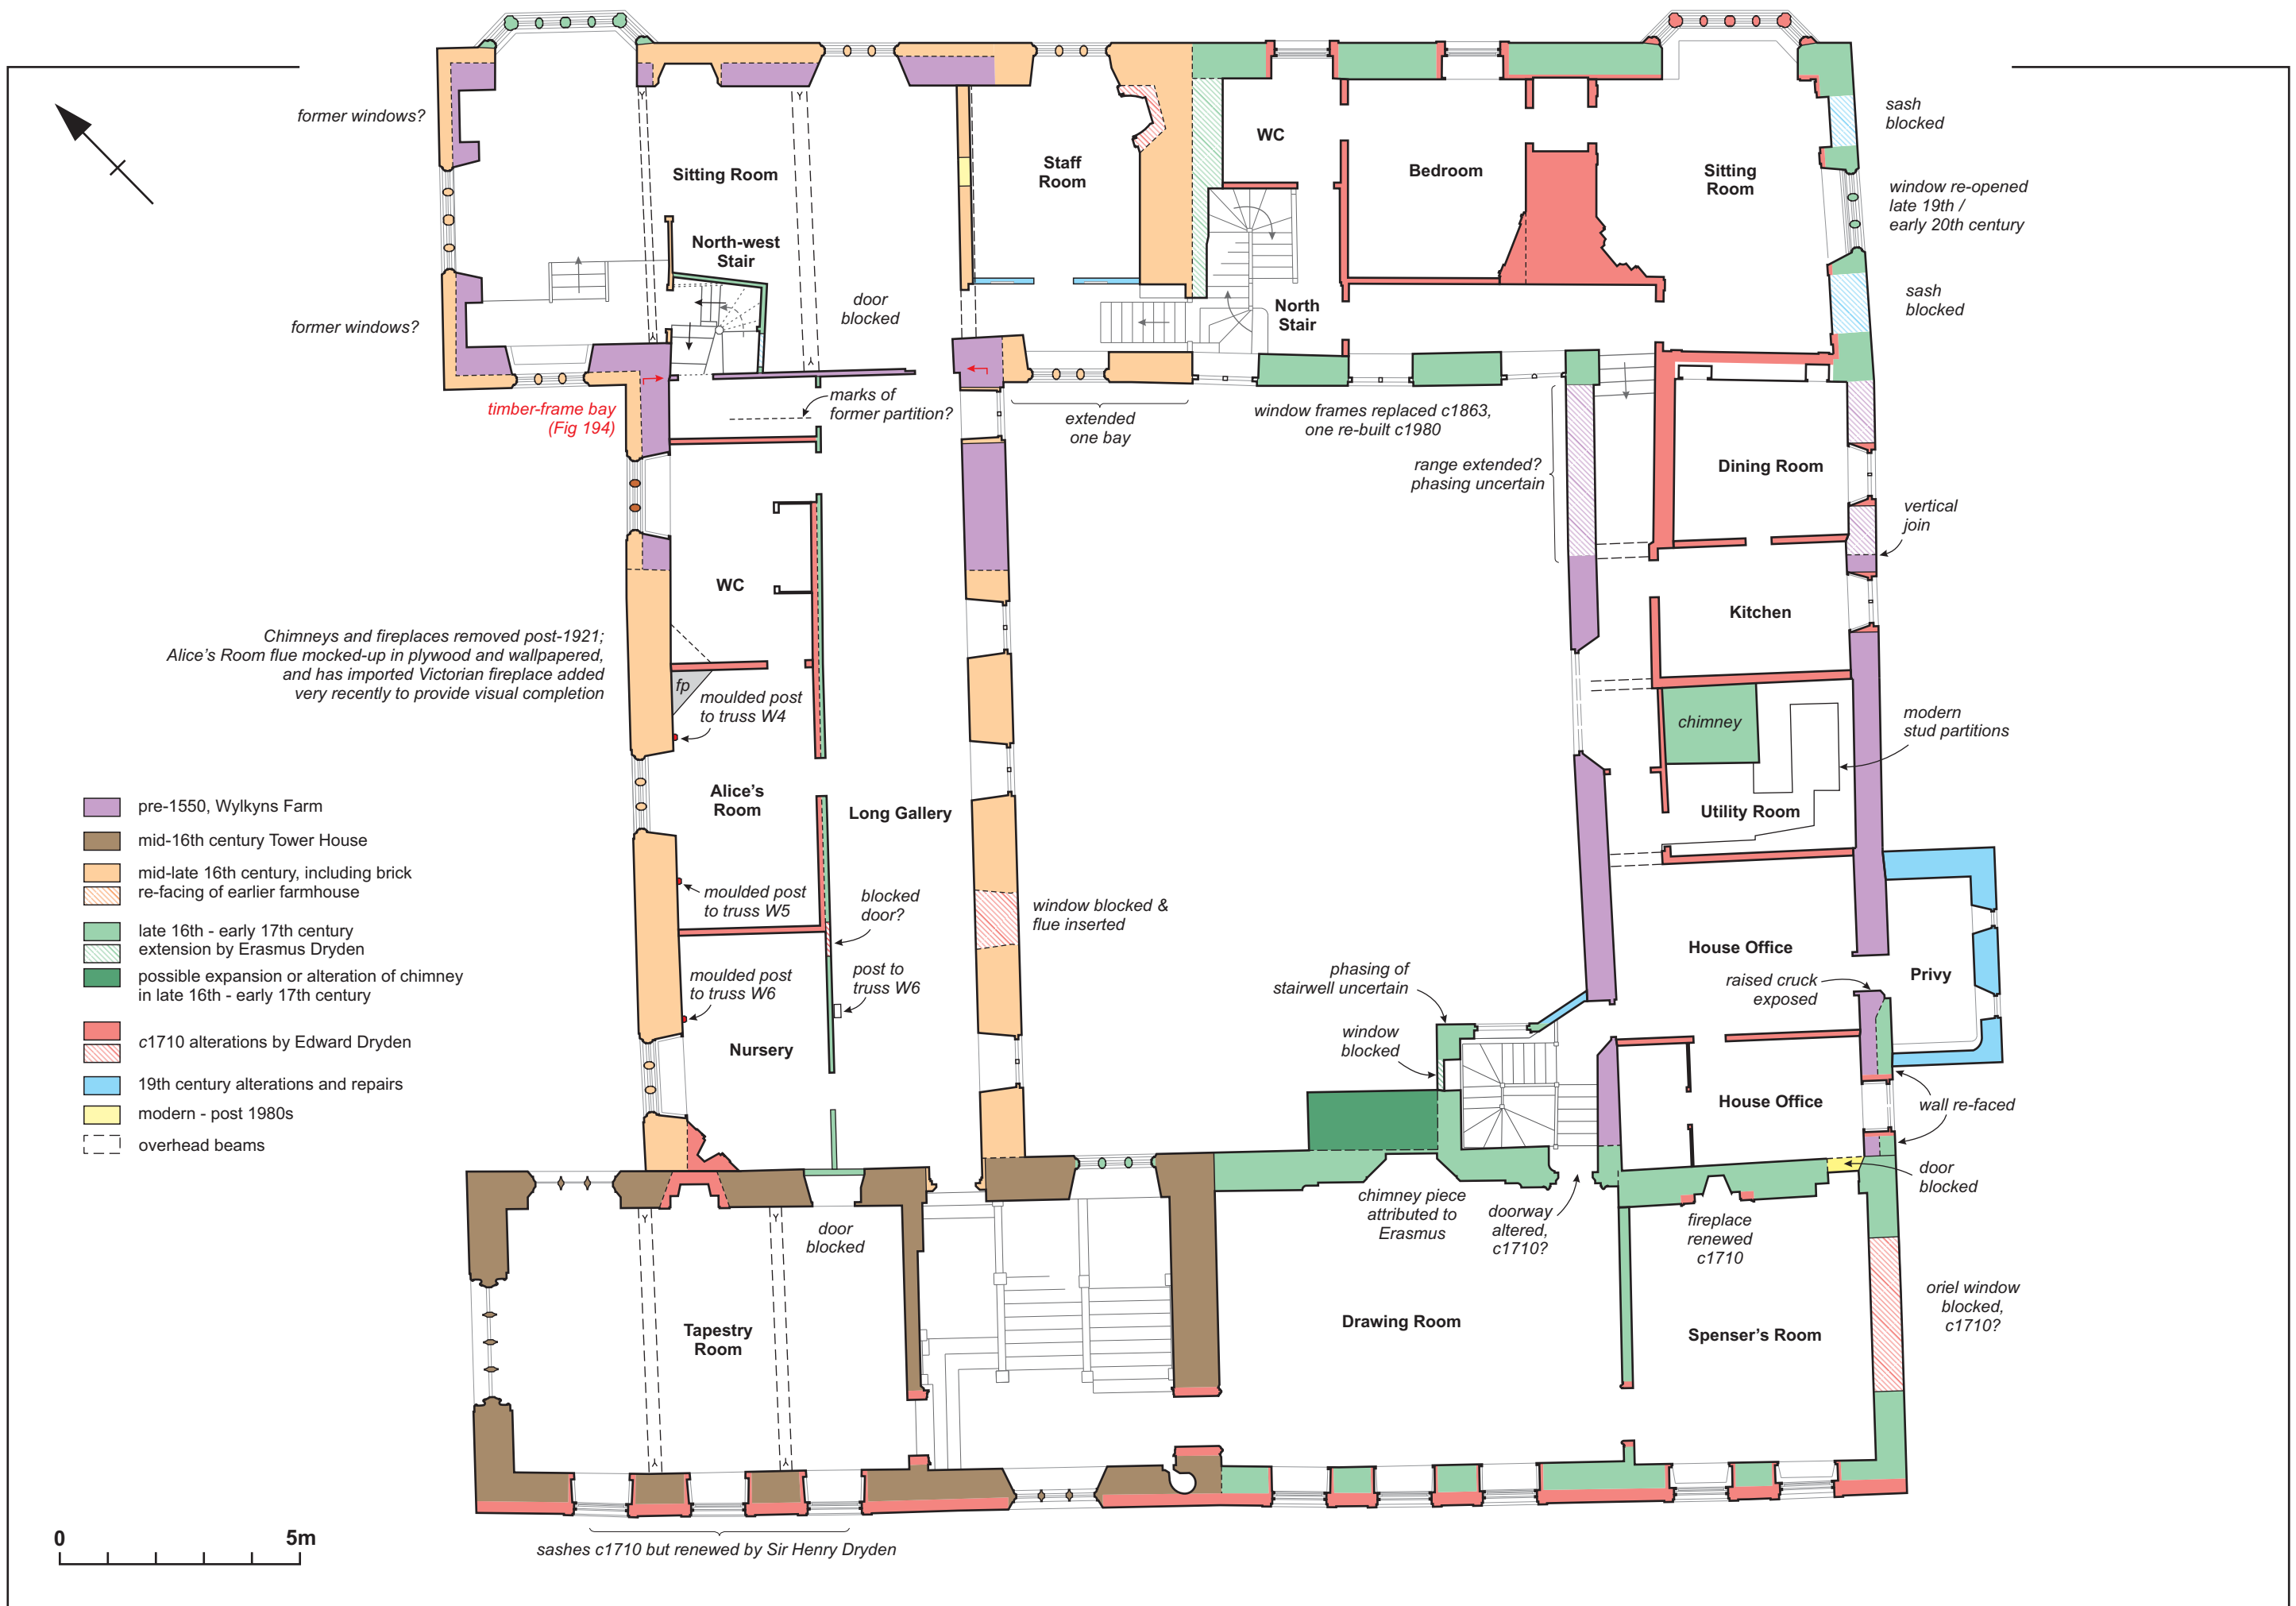 former windows?
Sitting Room
Staff
Room
WC
Bedroom
Sitting
Room
sash
blocked
window re-opened
late 19th /
early 20th century
North-west
Stair
former windows?
door
blocked
North
Stair
sash
blocked
timber-frame bay
(Fig 194)
marks of
former partition?
extended
one bay
window frames replaced c1863,
one re-built c1980
range extended?
phasing uncertain
Dining Room
vertical
join
WC
Kitchen
Chimneys and fireplaces removed post-1921;
Alice's Room flue mocked-up in plywood and wallpapered,
and has imported Victorian fireplace added
very recently to provide visual completion
fp
moulded post
to truss W4
chimney
modern
stud partitions
Alice's
Room
Long Gallery
Utility Room
pre-1550, Wylkyns Farm
mid-16th century Tower House
mid-late 16th century, including brick
re-facing of earlier farmhouse
late 16th - early 17th century
extension by Erasmus Dryden
possible expansion or alteration of chimney
in late 16th - early 17th century
c1710 alterations by Edward Dryden
19th century alterations and repairs
modern - post 1980s
overhead beams
moulded post
to truss W5
blocked
door?
window blocked &
flue inserted
House Office
moulded post
to truss W6
post to
truss W6
phasing of
stairwell uncertain
raised cruck
exposed
Privy
Nursery
window
blocked
House Office
wall re-faced
door
blocked
door
blocked
chimney piece
attributed to
Erasmus
doorway
altered,
c1710?
fireplace
renewed
c1710
oriel window
blocked,
c1710?
Tapestry
Room
Drawing Room
Spenser's Room
0
5m
sashes c1710 but renewed by Sir Henry Dryden